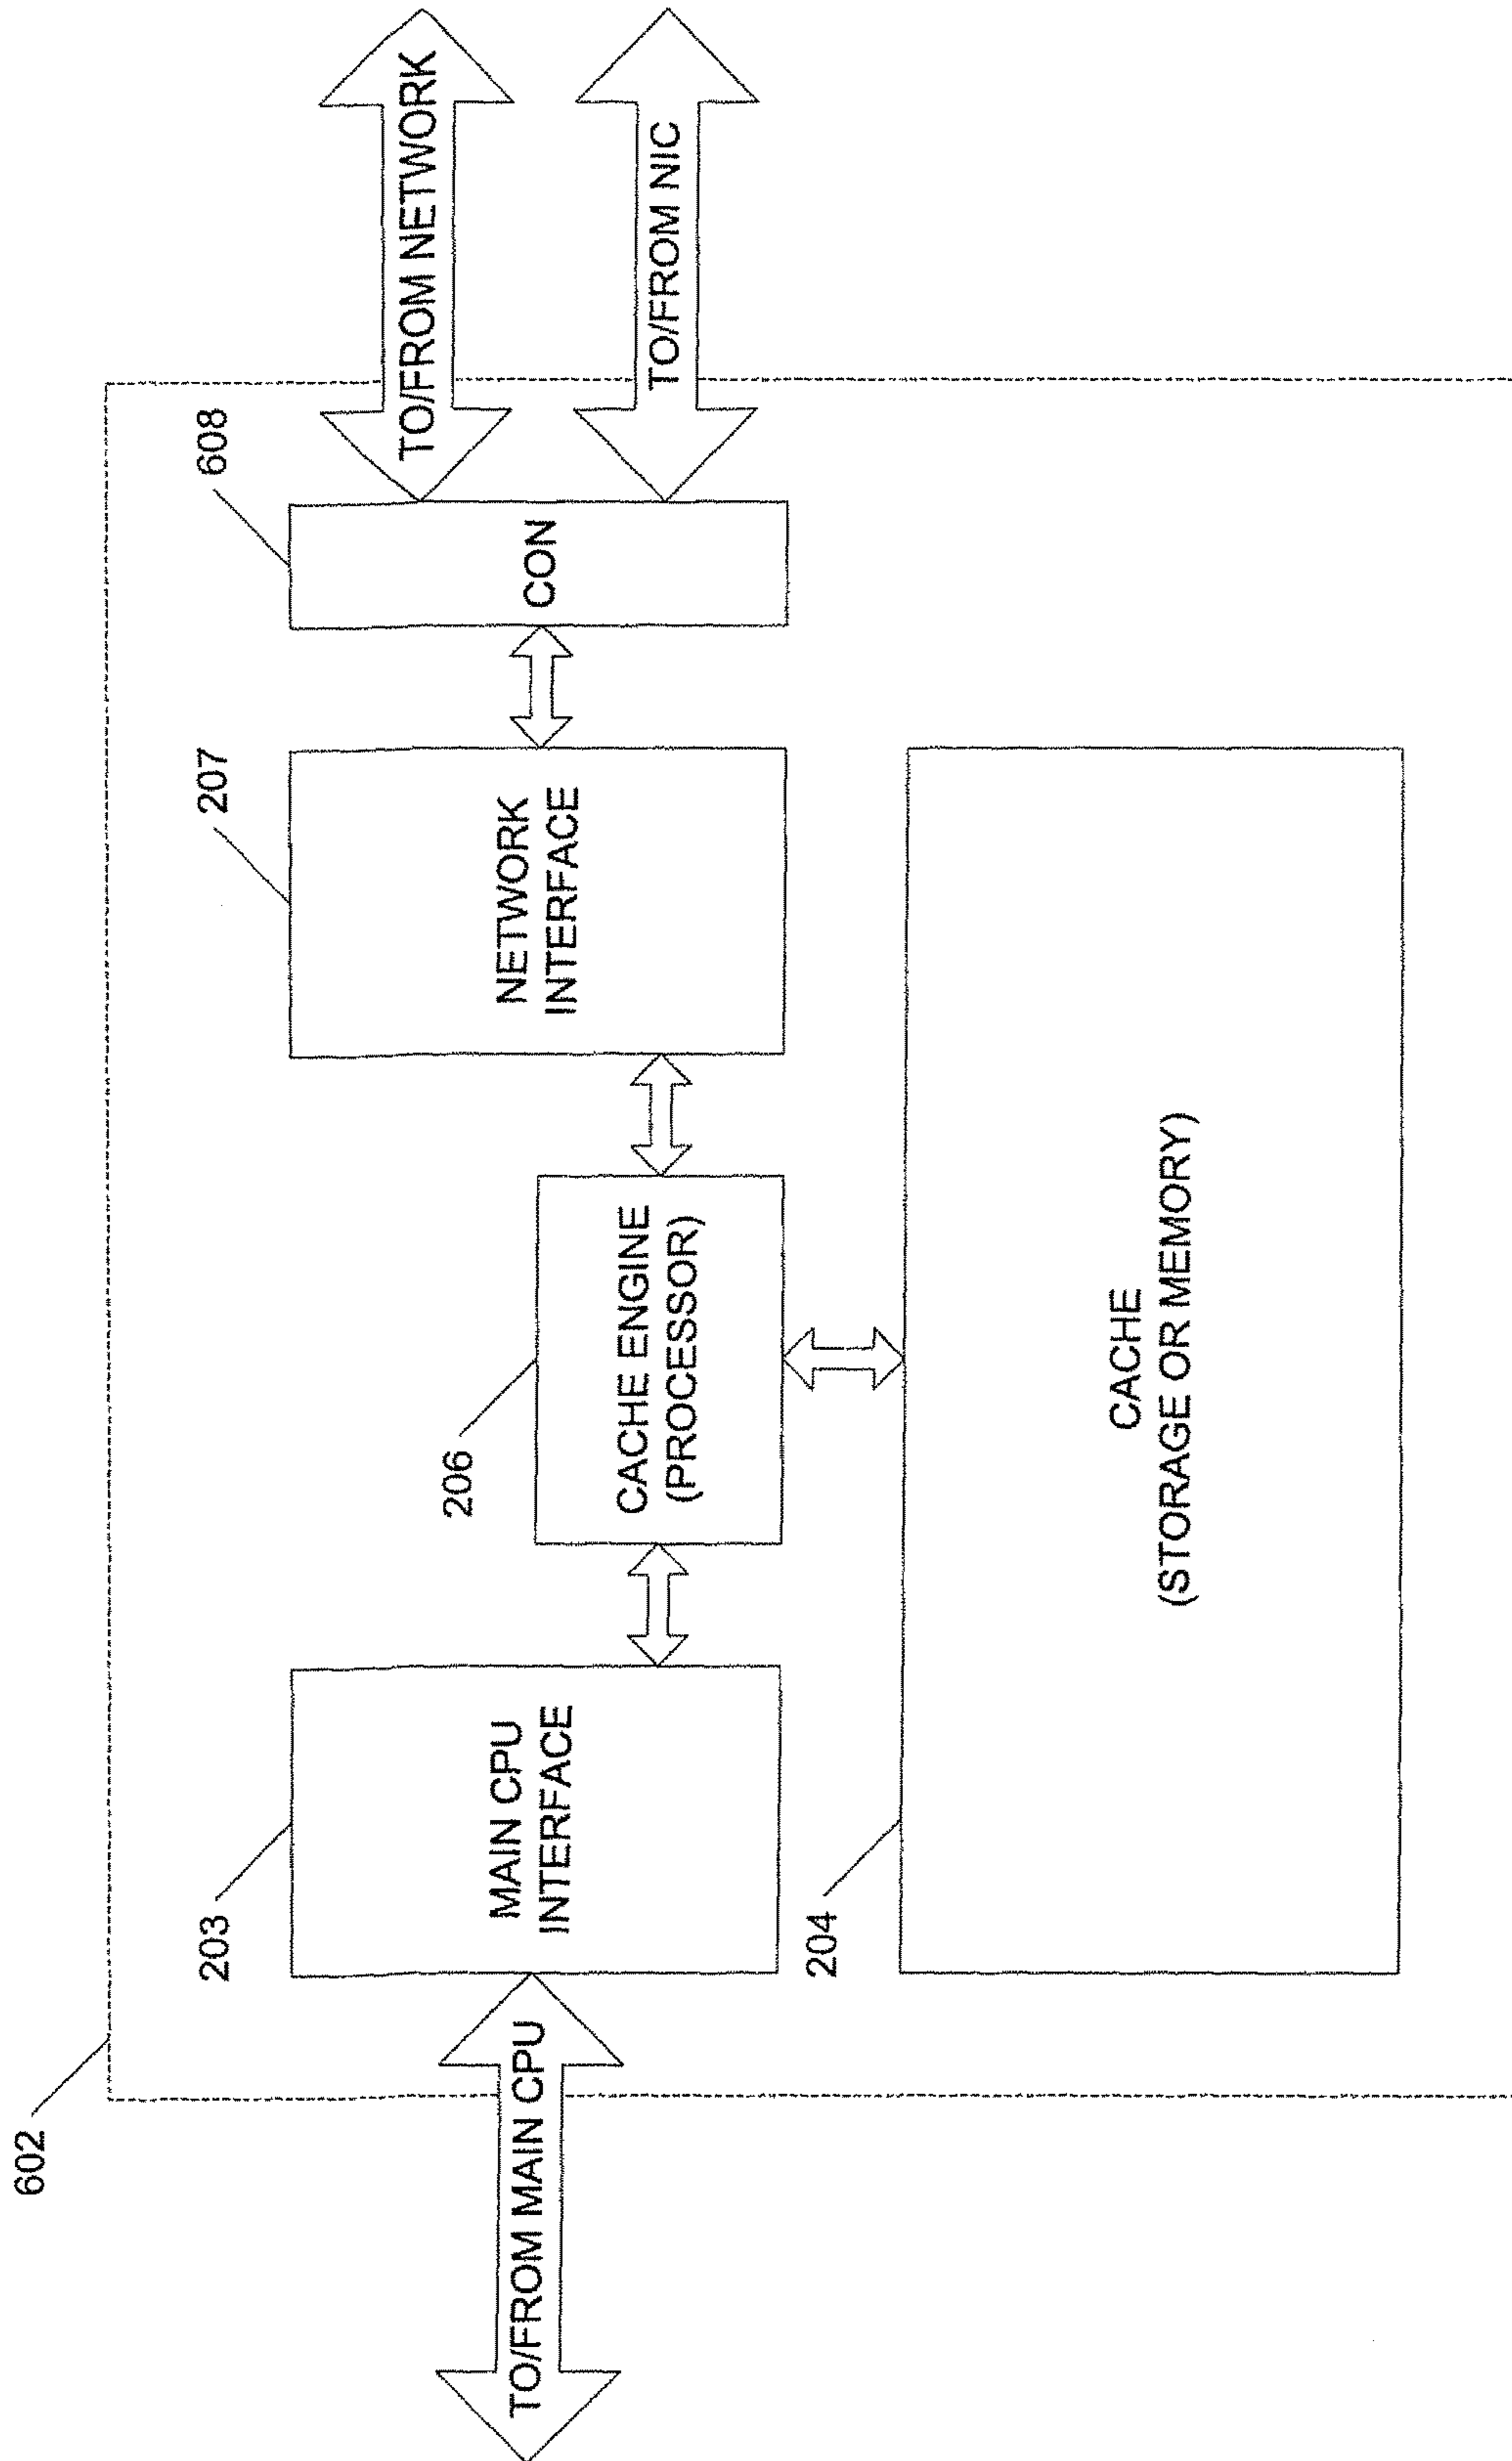 602
203
MAIN CPU
INTERFACE
TO/FROM MAIN CPU
206
CACHE ENGINE
(PROCESSOR)
207
NETWORK
INTERFACE
608
CON
TO/FROM NETWORK
TO/FROM NIC
204
CACHE
(STORAGE OR MEMORY)